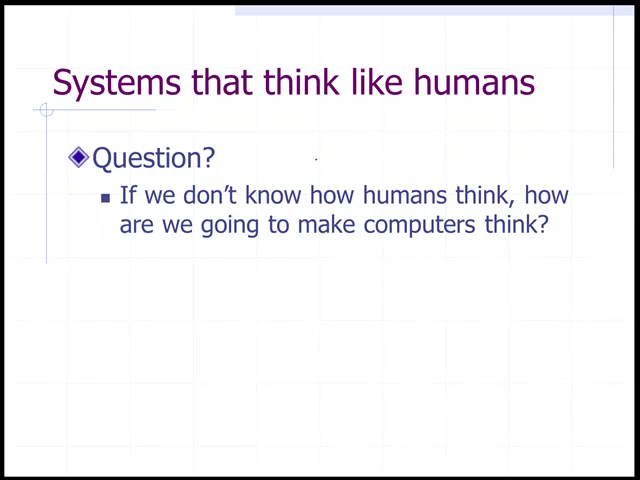 Systems that think like humans
Question?
If we don't know how humans think, how
are we going to make computers think?